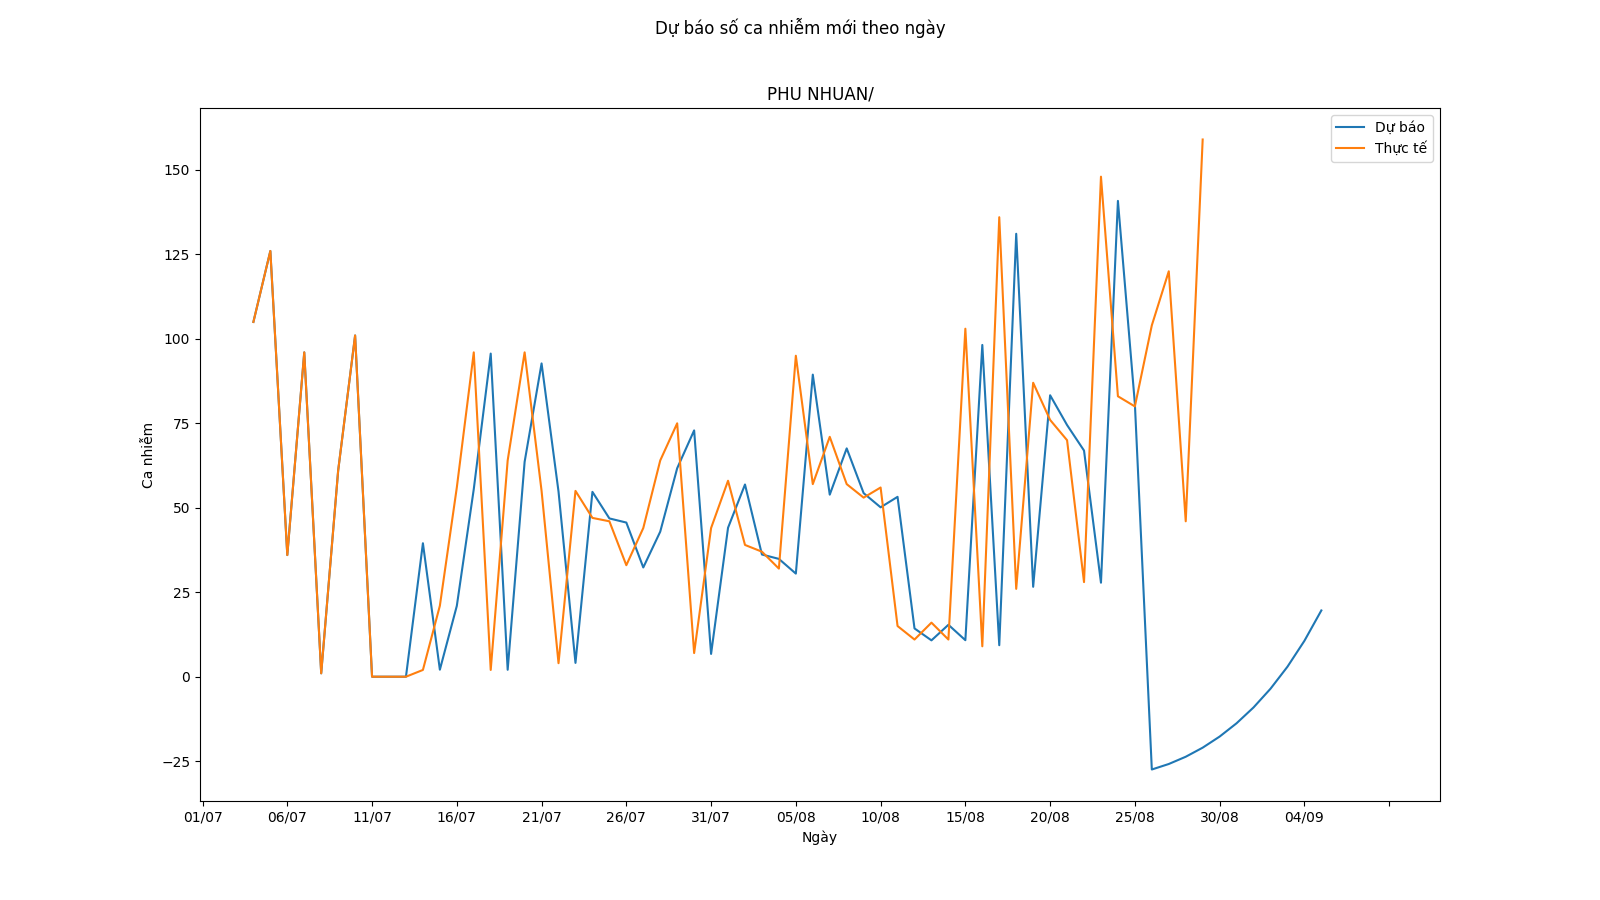 Dự báo số ca nhiễm mới theo ngày
PHU NHUAN/
Dự báo
Thực tế
150
125
100
75
50
25
0
−25
Ca nhiễm
01/07 06/07 11/07 16/07 21/07 26/07 31/07 05/08 10/08 15/08 20/08 25/08 30/08 04/09
Ngày